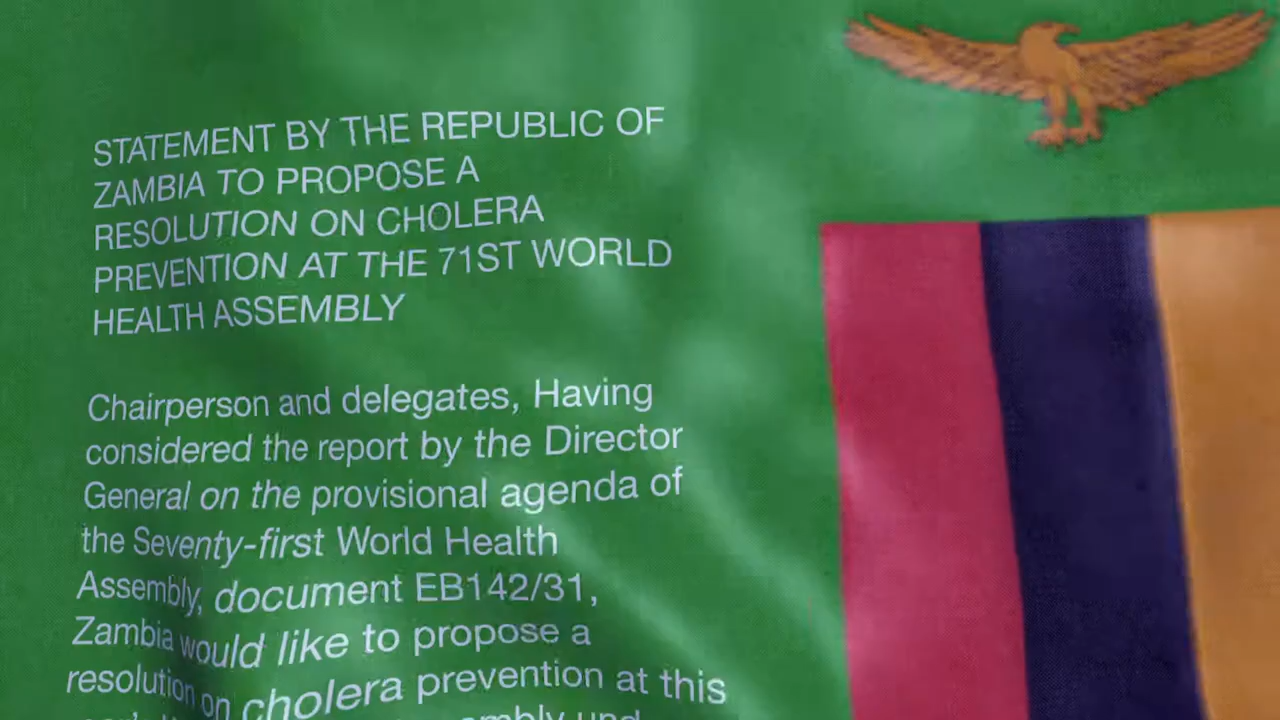 STATEMENT BY THE REPUBLIC OF
ZAMBIA TO PROPOSE A
RESOLUTION ON CHOLERA
PREVENTION AT THE 71ST WORLD
HEALTH ASSEMBLY
Chairperson and delegates, Having
considered the report by the Director
General on the provisional agenda of
the Seventy-first World Health
Assembly, document EB142/31,
Zambia would like to propose a
resolution on cholera prevention at this